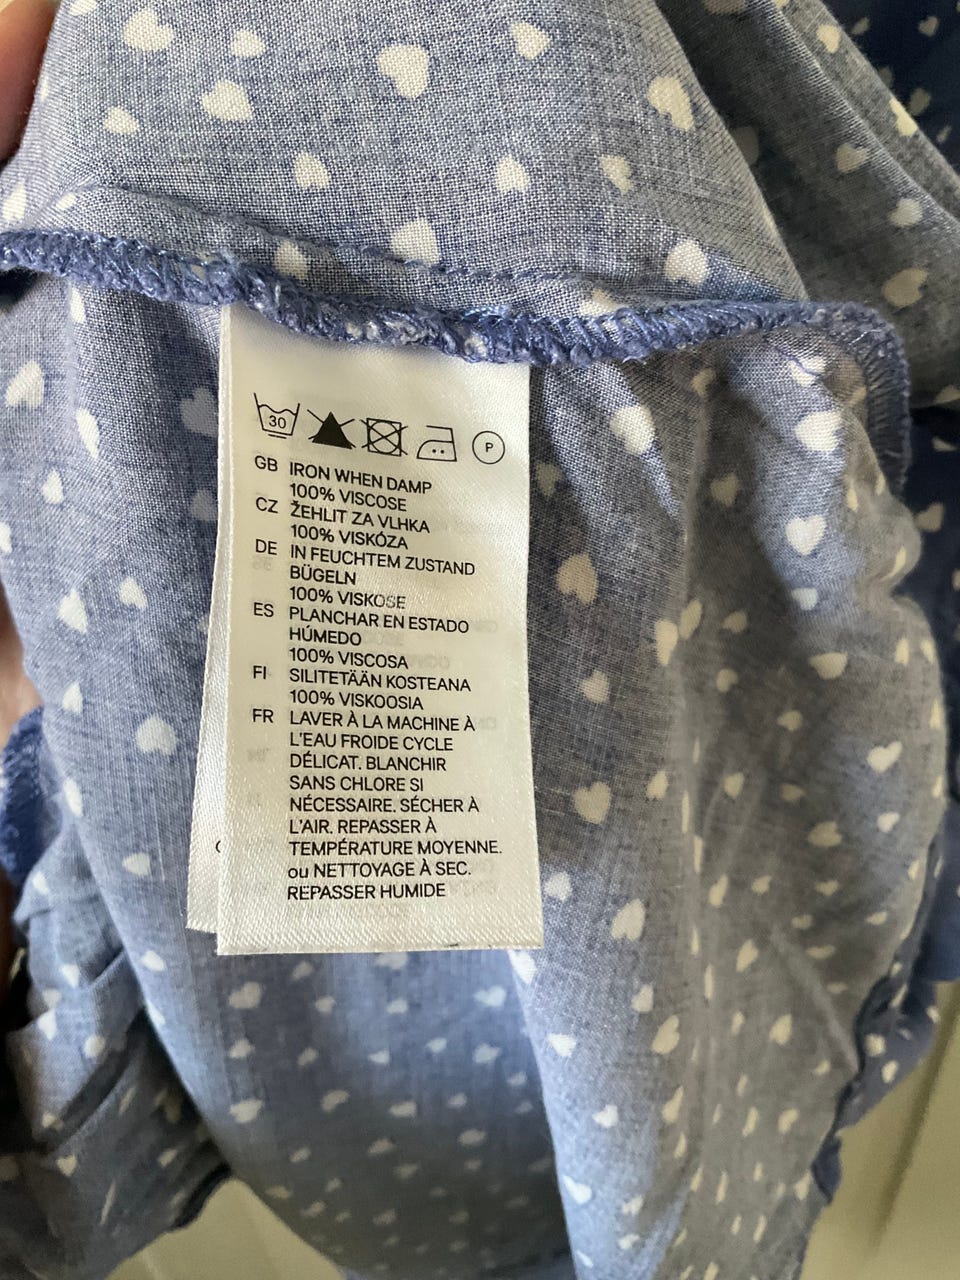 30 P
GB IRON WHEN DAMP
100% VISCOSE
CZ ŽEHLIT ZA VLHKA
100% VISKÓZA
DE IN FEUCHTEM ZUSTAND
BÜGELN
100% VISKOSE
ES PLANCHAR EN ESTADO
HÚMEDO
100% VISCOSA
FI SILITETÄÄN KOSTEANA
100% VISKOOSIA
FR LAVER À LA MACHINE À
L'EAU FROIDE CYCLE
DÉLICAT. BLANCHIR
SANS CHLORE SI
NÉCESSAIRE. SÉCHER À
L'AIR. REPASSER À
TEMPÉRATURE MOYENNE.
ou NETTOYAGE À SEC.
REPASSER HUMIDE